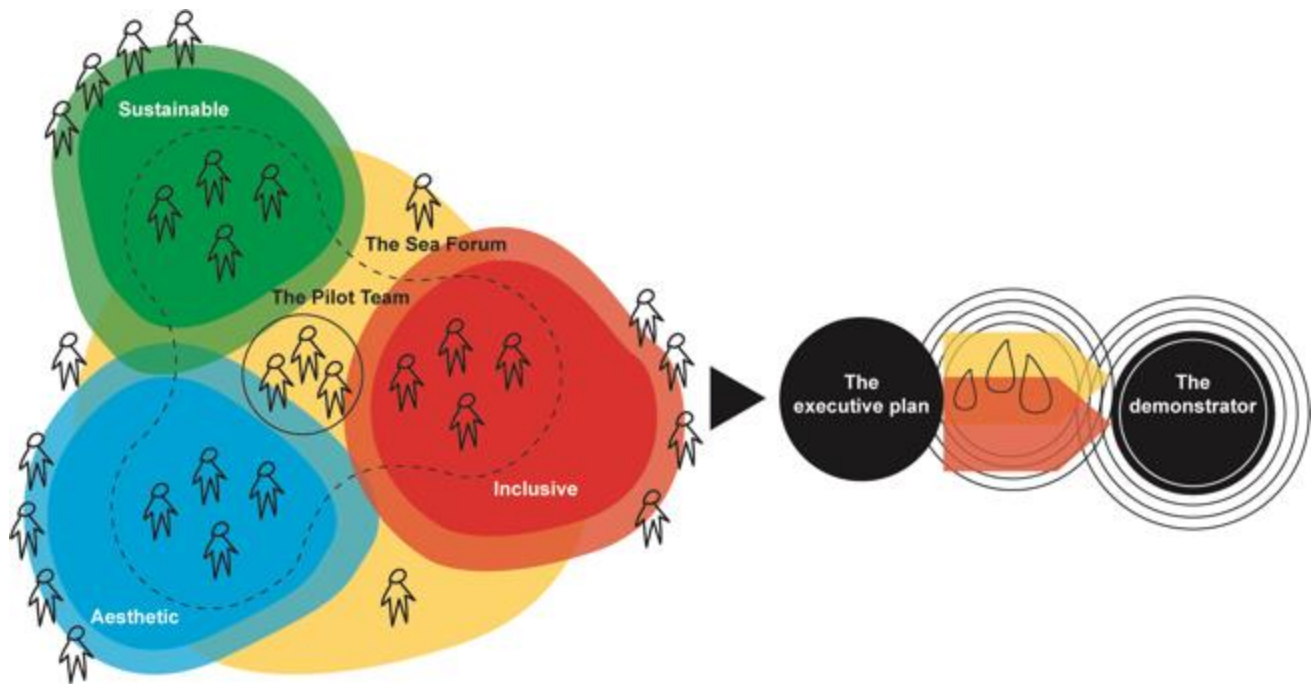 Sustainable
The Sea Forum
The Pilot Team
Inclusive
Aesthetic
The
executive plan
The
demonstrator